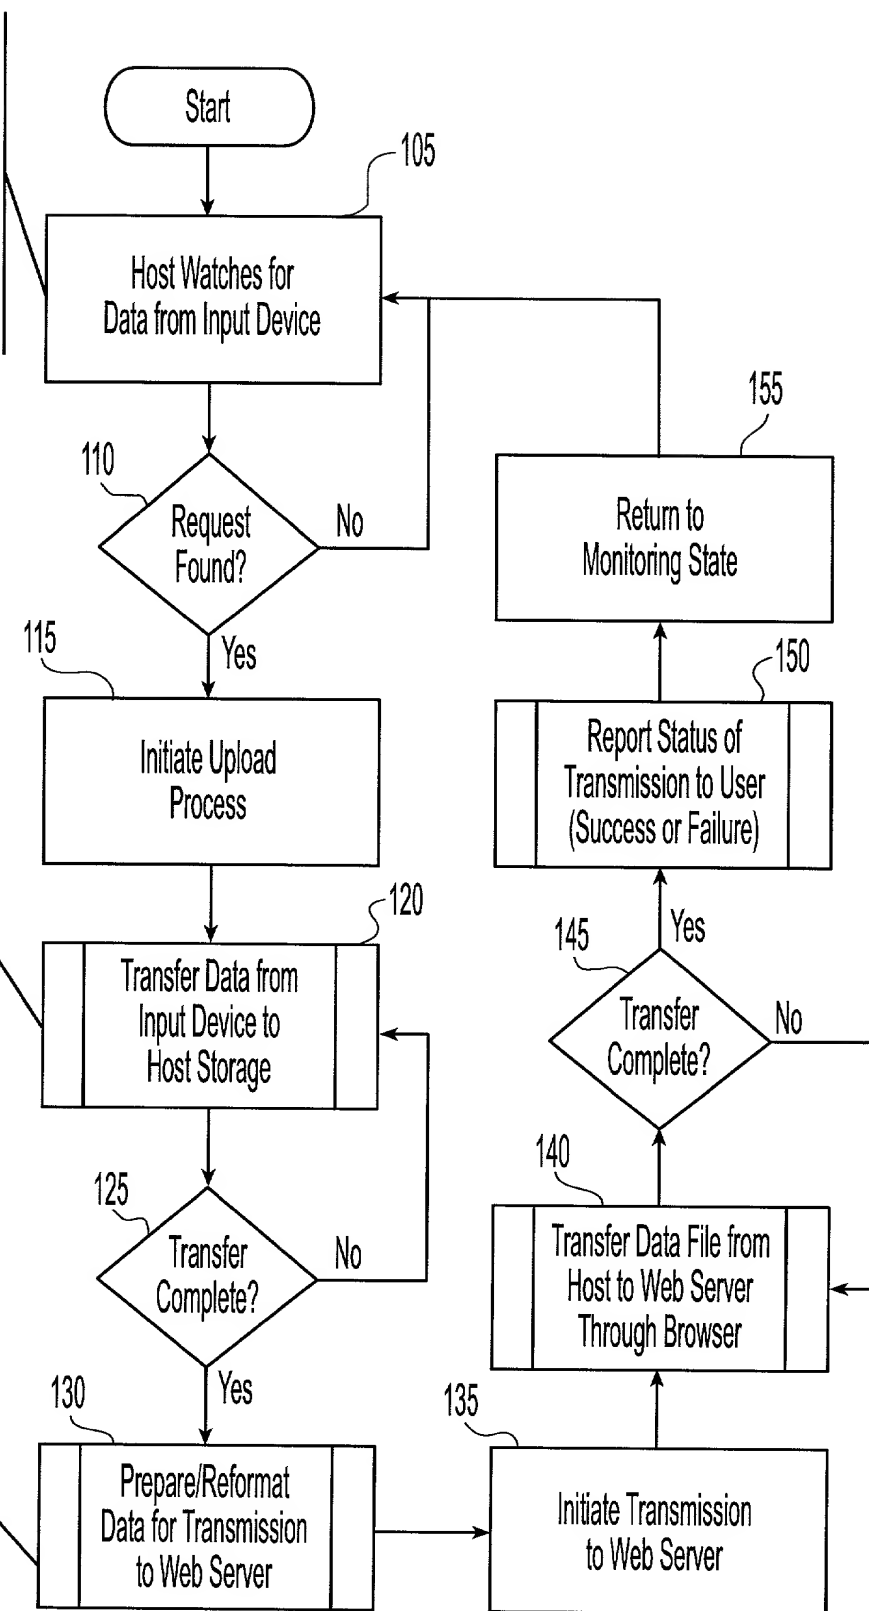 Start
105
Host Watches for
Data from Input Device
110
Request
Found?
No
Yes
115
Initiate Upload
Process
120
Transfer Data from
Input Device to
Host Storage
125
Transfer
Complete?
No
Yes
130
Prepare/Reformat
Data for Transmission
to Web Server
135
Initiate Transmission
to Web Server
140
Transfer Data File from
Host to Web Server
Through Browser
145
Transfer
Complete?
No
Yes
150
Report Status of
Transmission to User
(Success or Failure)
155
Return to
Monitoring State